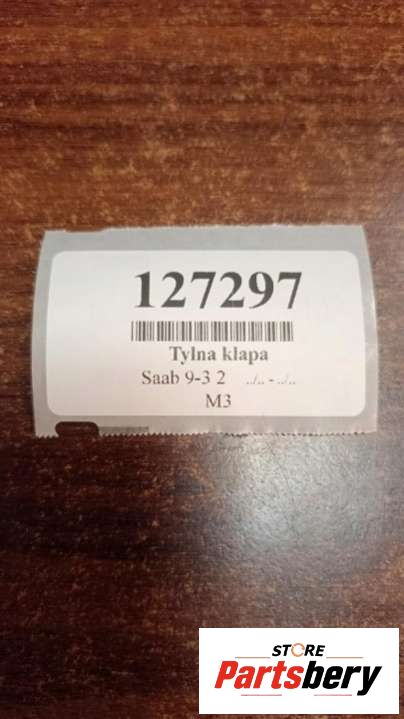 127297
Tylna klapa
Saab 9-3 2 ../.. - ../..
M3
STORE
Partsbery